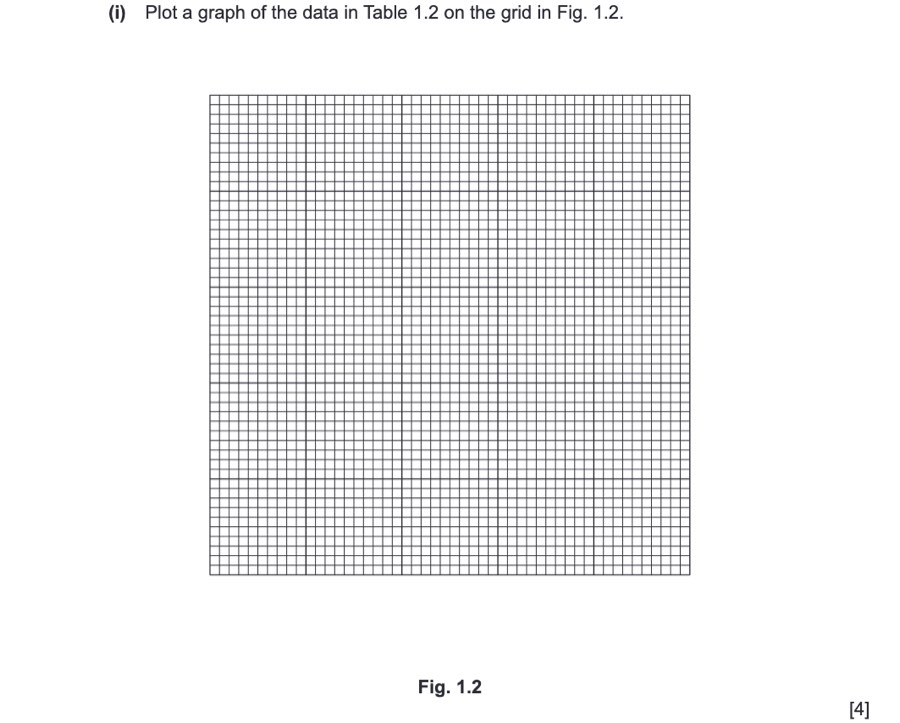 (i) Plot a graph of the data in Table 1.2 on the grid in Fig. 1.2.
Fig. 1.2
[4]